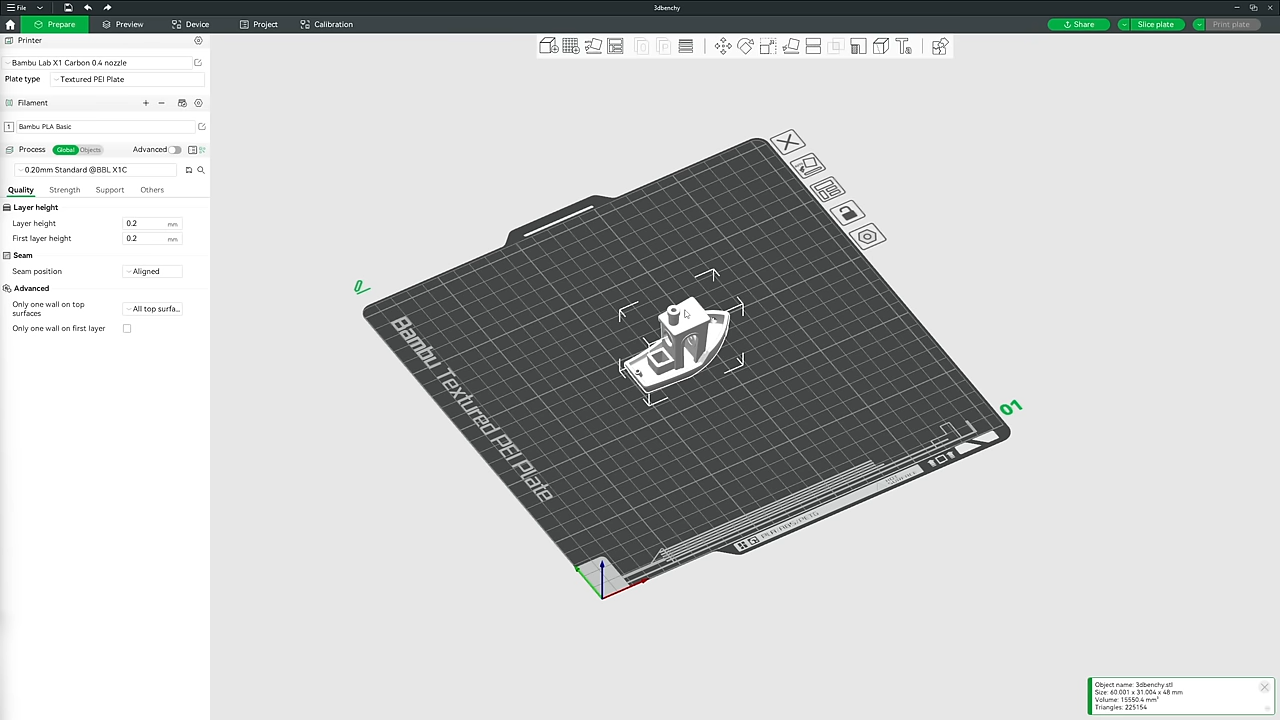 File
3dbenchy
Prepare
Preview
Device
Project
Calibration
Share
Slice plate
Print plate
Printer
Bambu Lab X1 Carbon 0.4 nozzle
Plate type
Textured PEI Plate
Filament
1
Bambu PLA Basic
Process
Global
Objects
Advanced
0.20mm Standard @BBL X1C
Quality
Strength
Support
Others
Layer height
Layer height
0.2
mm
First layer height
0.2
mm
Seam
Seam position
Aligned
Advanced
Only one wall on top
surfaces
All top surfa...
Only one wall on first layer
Bambu Textured PEI Plate
01
Object name: 3dbenchy.stl
Size: 60.001 x 31.004 x 48 mm
Volume: 15550.4 mm³
Triangles: 225154